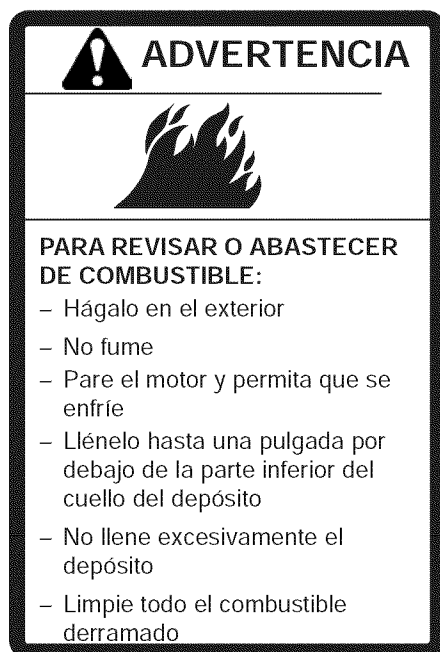 ADVERTENCIA
PARA REVISAR O ABASTECER
DE COMBUSTIBLE:
– Hágalo en el exterior
– No fume
– Pare el motor y permita que se
enfríe
– Llénelo hasta una pulgada por
debajo de la parte inferior del
cuello del depósito
– No llene excesivamente el
depósito
– Limpie todo el combustible
derramado